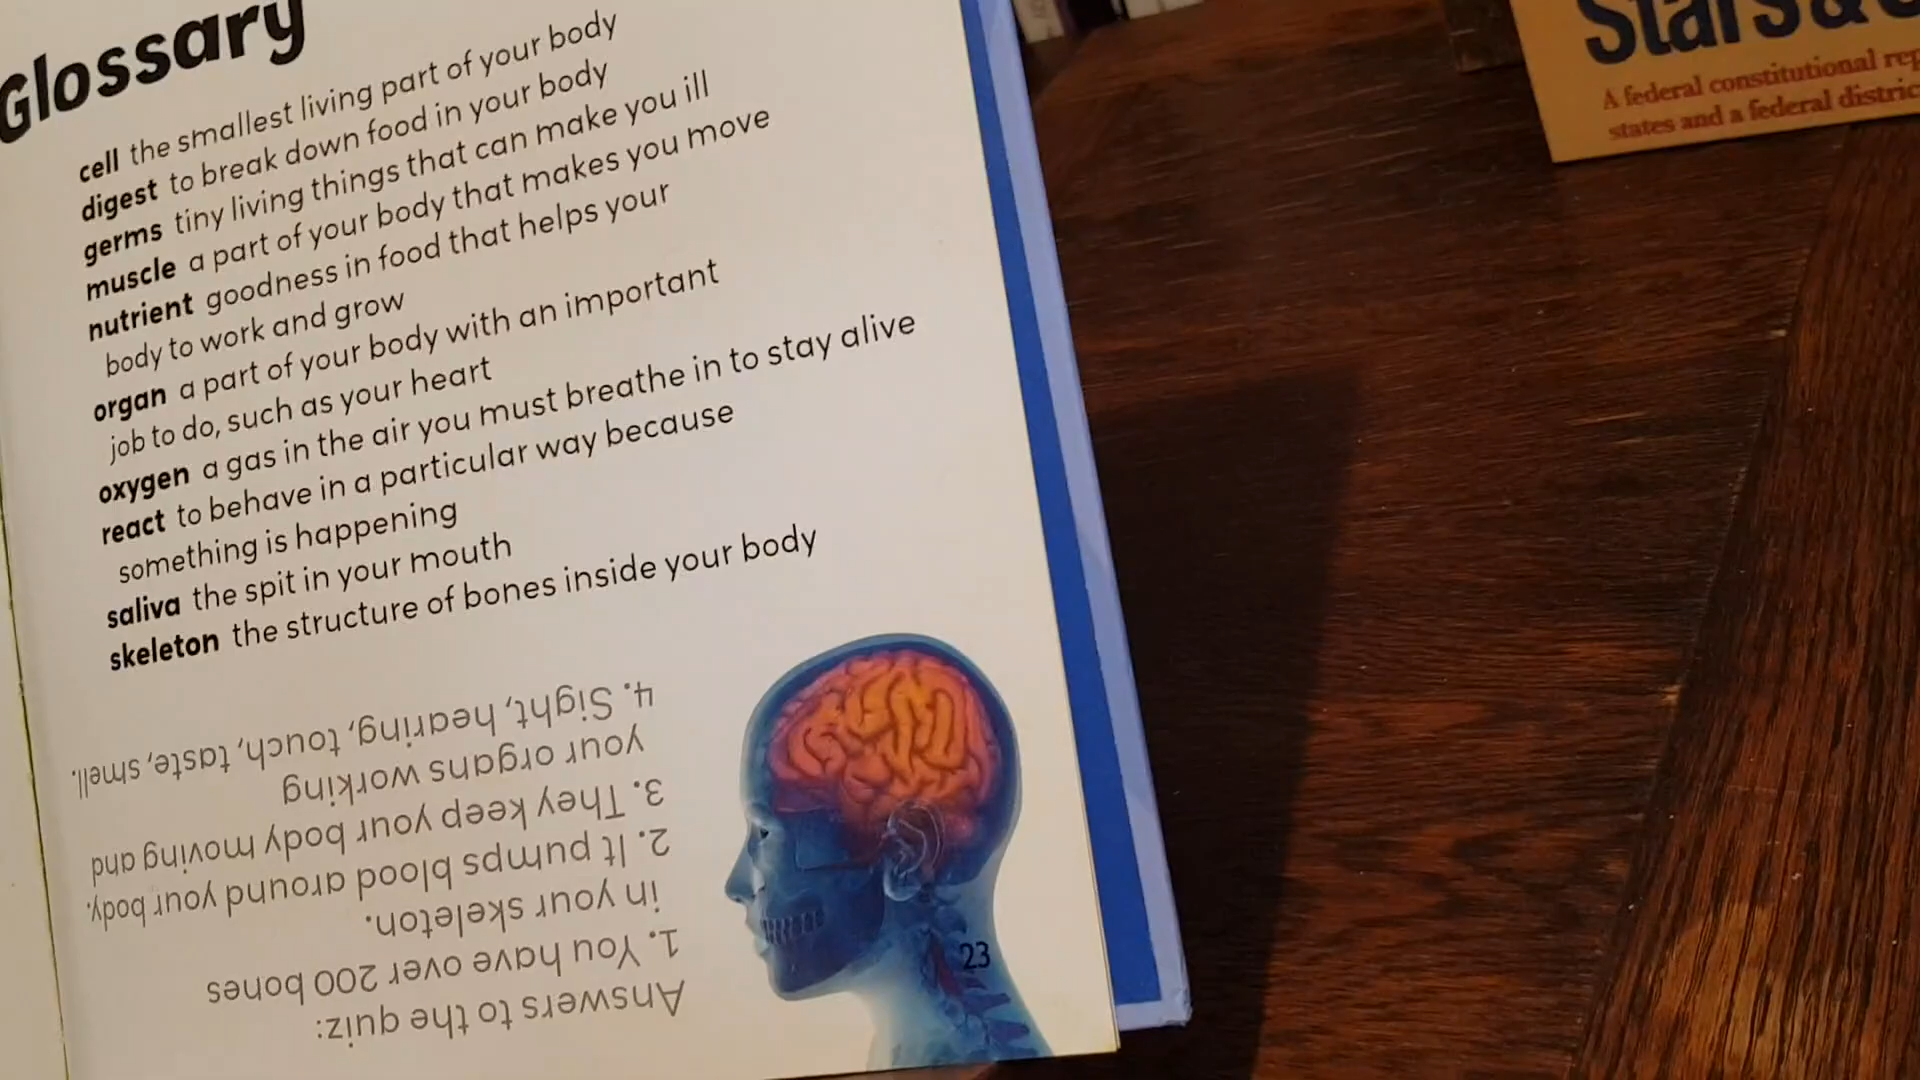 Glossary
cell the smallest living part of your body
digest to break down food in your body
germs tiny living things that can make you ill
muscle a part of your body that makes you move
nutrient goodness in food that helps your
body to work and grow
organ a part of your body with an important
job to do, such as your heart
oxygen a gas in the air you must breathe in to stay alive
react to behave in a particular way because
something is happening
saliva the spit in your mouth
skeleton the structure of bones inside your body
Answers to the quiz:
1. You have over 200 bones
in your skeleton.
2. It pumps blood around your body.
3. They keep your body moving and
your organs working
4. Sight, hearing, touch, taste, smell.
23
Stars &
A federal constitutional
states and a federal